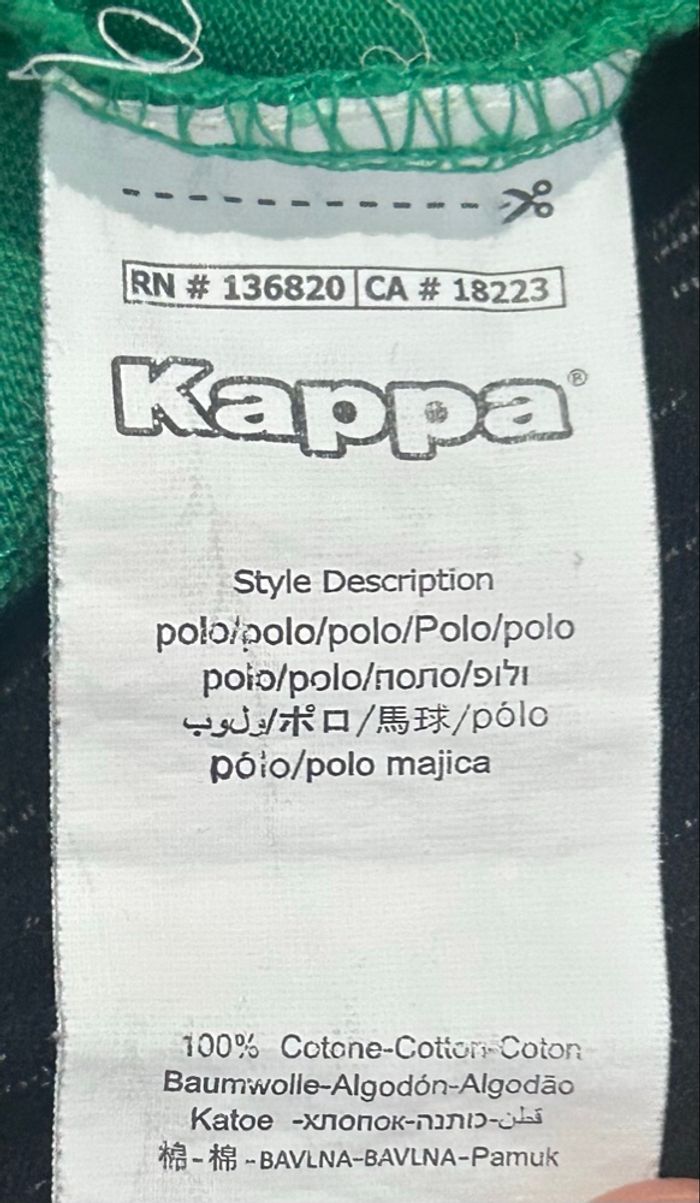 RN # 136820 CA # 18223
Kappa®
Style Description
polo/polo/polo/Polo/polo
polo/polo/поло/פולו
بولو/ポロ/馬球/pólo
póló/polo majica
100% Cotone-Cotton-Coton
Baumwolle-Algodón-Algodão
Katoe -хлопок-כותנה-قطن
棉-棉-BAVLNA-BAVLNA-Pamuk